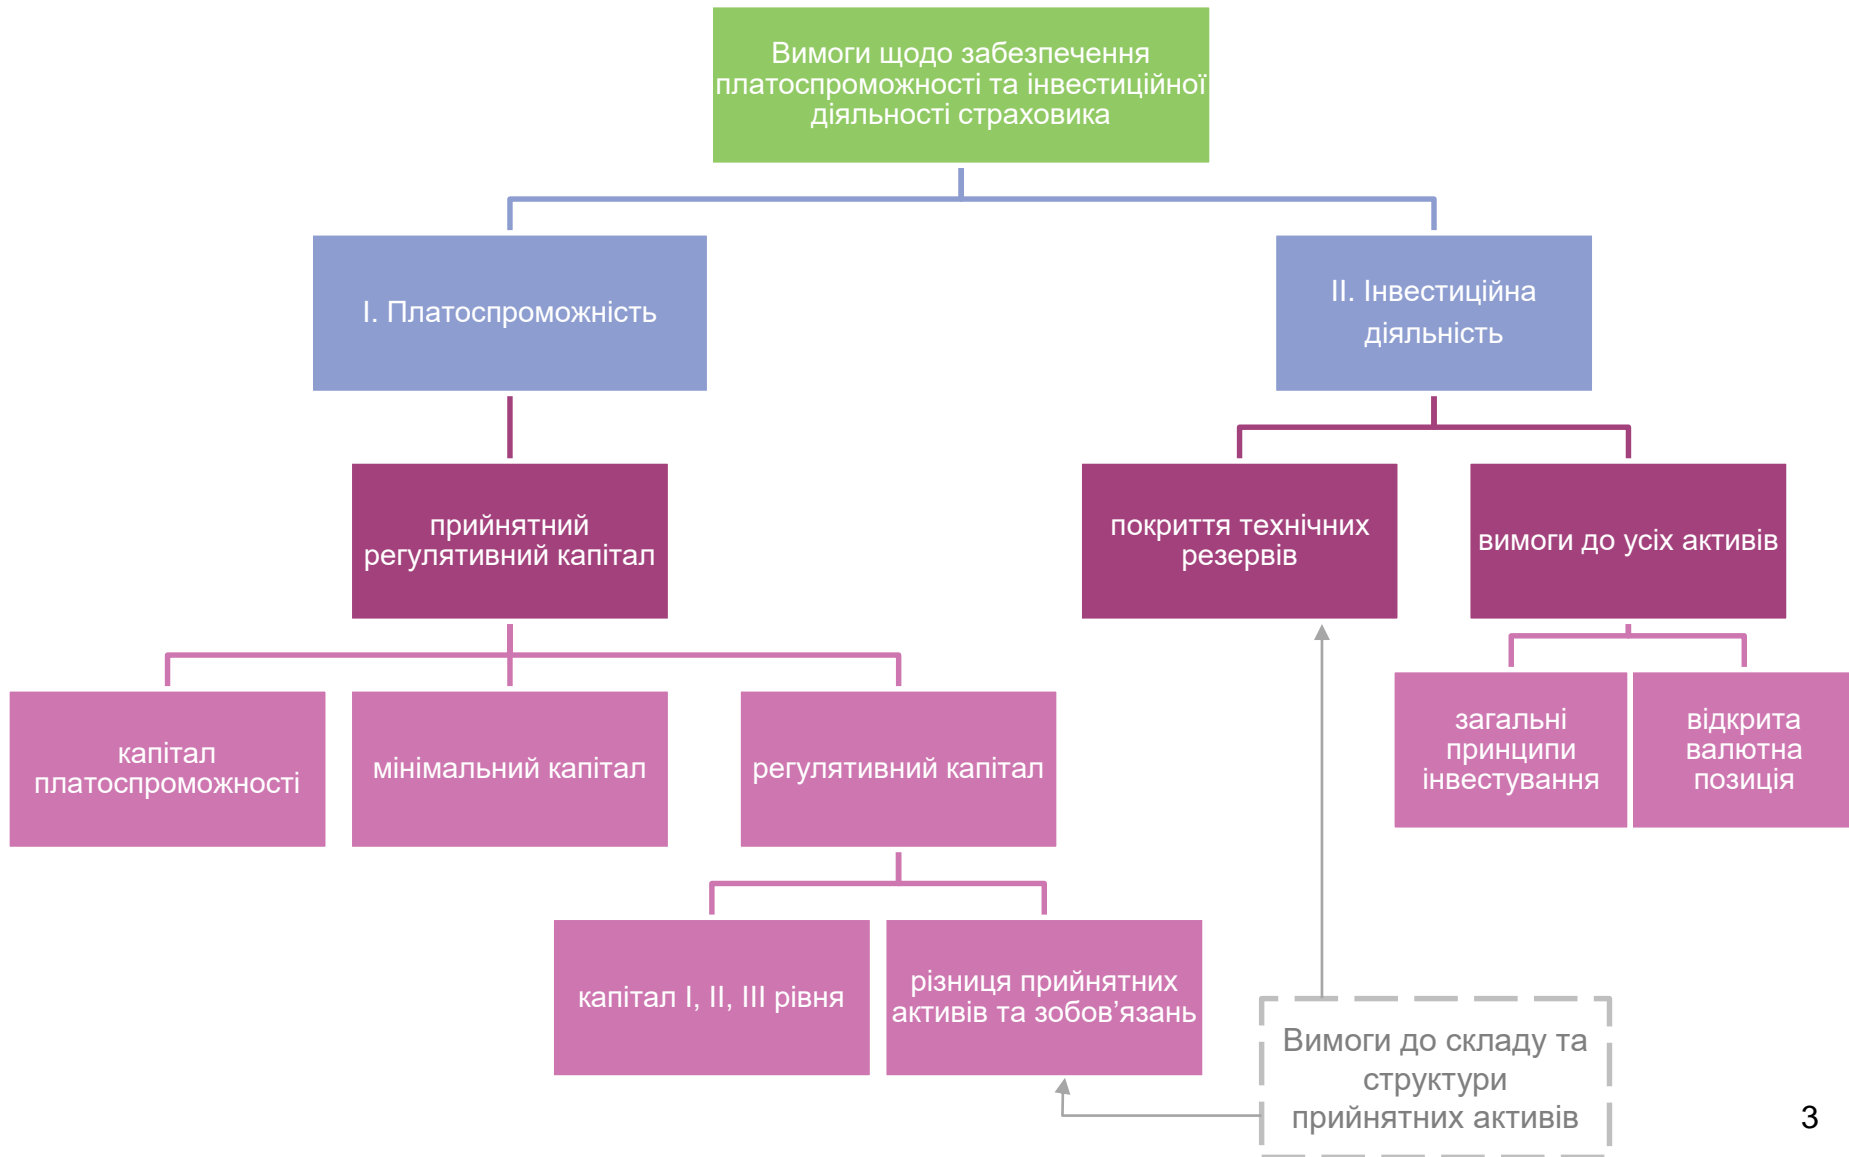 Вимоги щодо забезпечення
платоспроможності та інвестиційної
діяльності страховика
І. Платоспроможність
ІІ. Інвестиційна
діяльність
прийнятний
регулятивний капітал
покриття технічних
резервів
вимоги до усіх активів
капітал
платоспроможності
мінімальний капітал
регулятивний капітал
загальні
принципи
інвестування
відкрита
валютна
позиція
капітал І, ІІ, ІІІ рівня
різниця прийнятних
активів та зобов’язань
Вимоги до складу та
структури
прийнятних активів
3